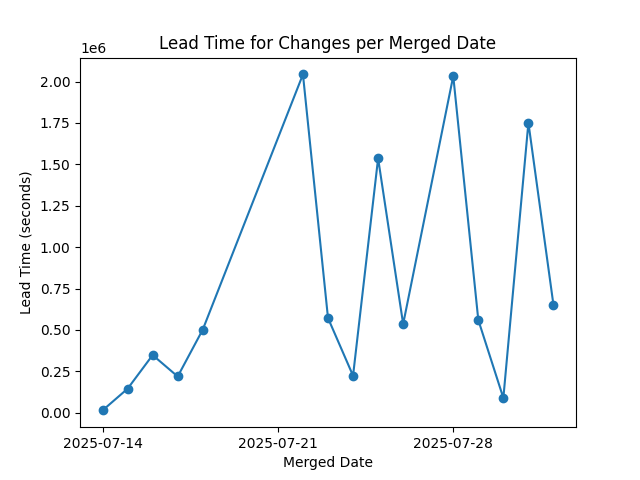 Lead Time for Changes per Merged Date
1e6
2.00
1.75
1.50
1.25
1.00
0.75
0.50
0.25
0.00
Lead Time (seconds)
2025-07-14 2025-07-21 2025-07-28
Merged Date